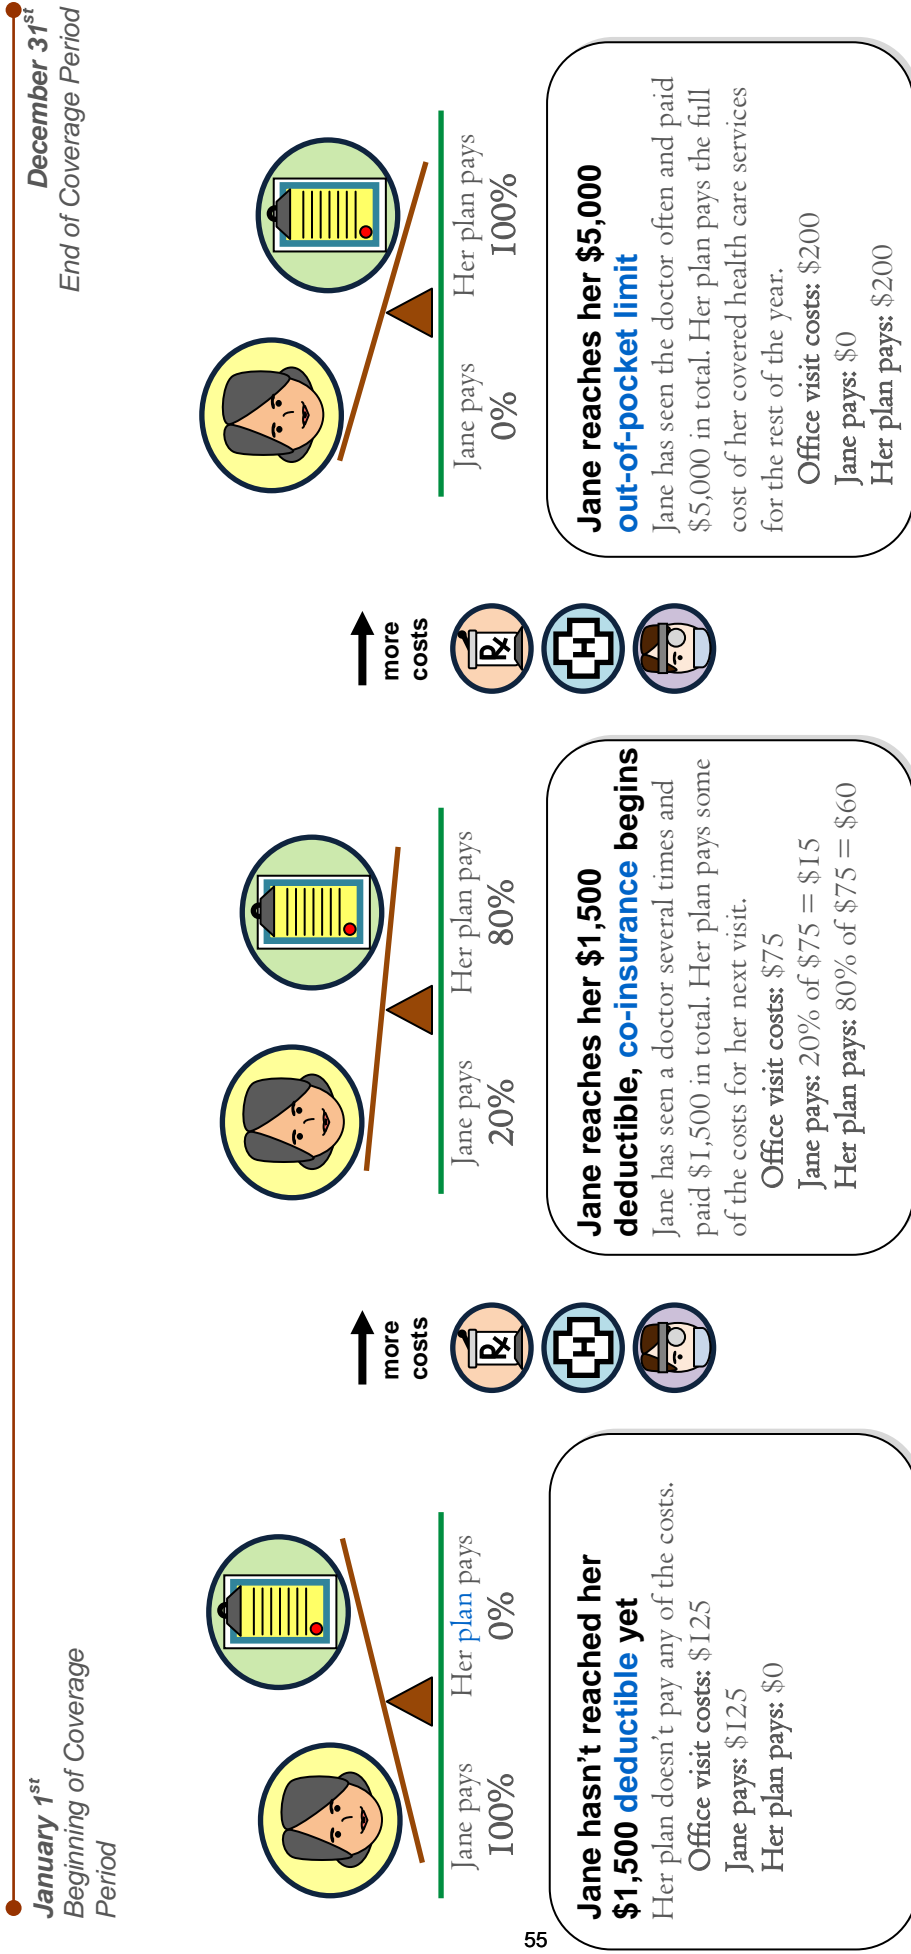 January 1st
Beginning of Coverage
Period
December 31st
End of Coverage Period
Jane pays
100%
Her plan pays
0%
more
costs
Jane pays
20%
Her plan pays
80%
more
costs
Jane pays
0%
Her plan pays
100%
Jane hasn't reached her
$1,500 deductible yet
Her plan doesn't pay any of the costs.
Office visit costs: $125
Jane pays: $125
Her plan pays: $0
Rx
H
Jane reaches her $1,500
deductible, co-insurance begins
Jane has seen a doctor several times and
paid $1,500 in total. Her plan pays some
of the costs for her next visit.
Office visit costs: $75
Jane pays: 20% of $75 = $15
Her plan pays: 80% of $75 = $60
Rx
H
Jane reaches her $5,000
out-of-pocket limit
Jane has seen the doctor often and paid
$5,000 in total. Her plan pays the full
cost of her covered health care services
for the rest of the year.
Office visit costs: $200
Jane pays: $0
Her plan pays: $200
55